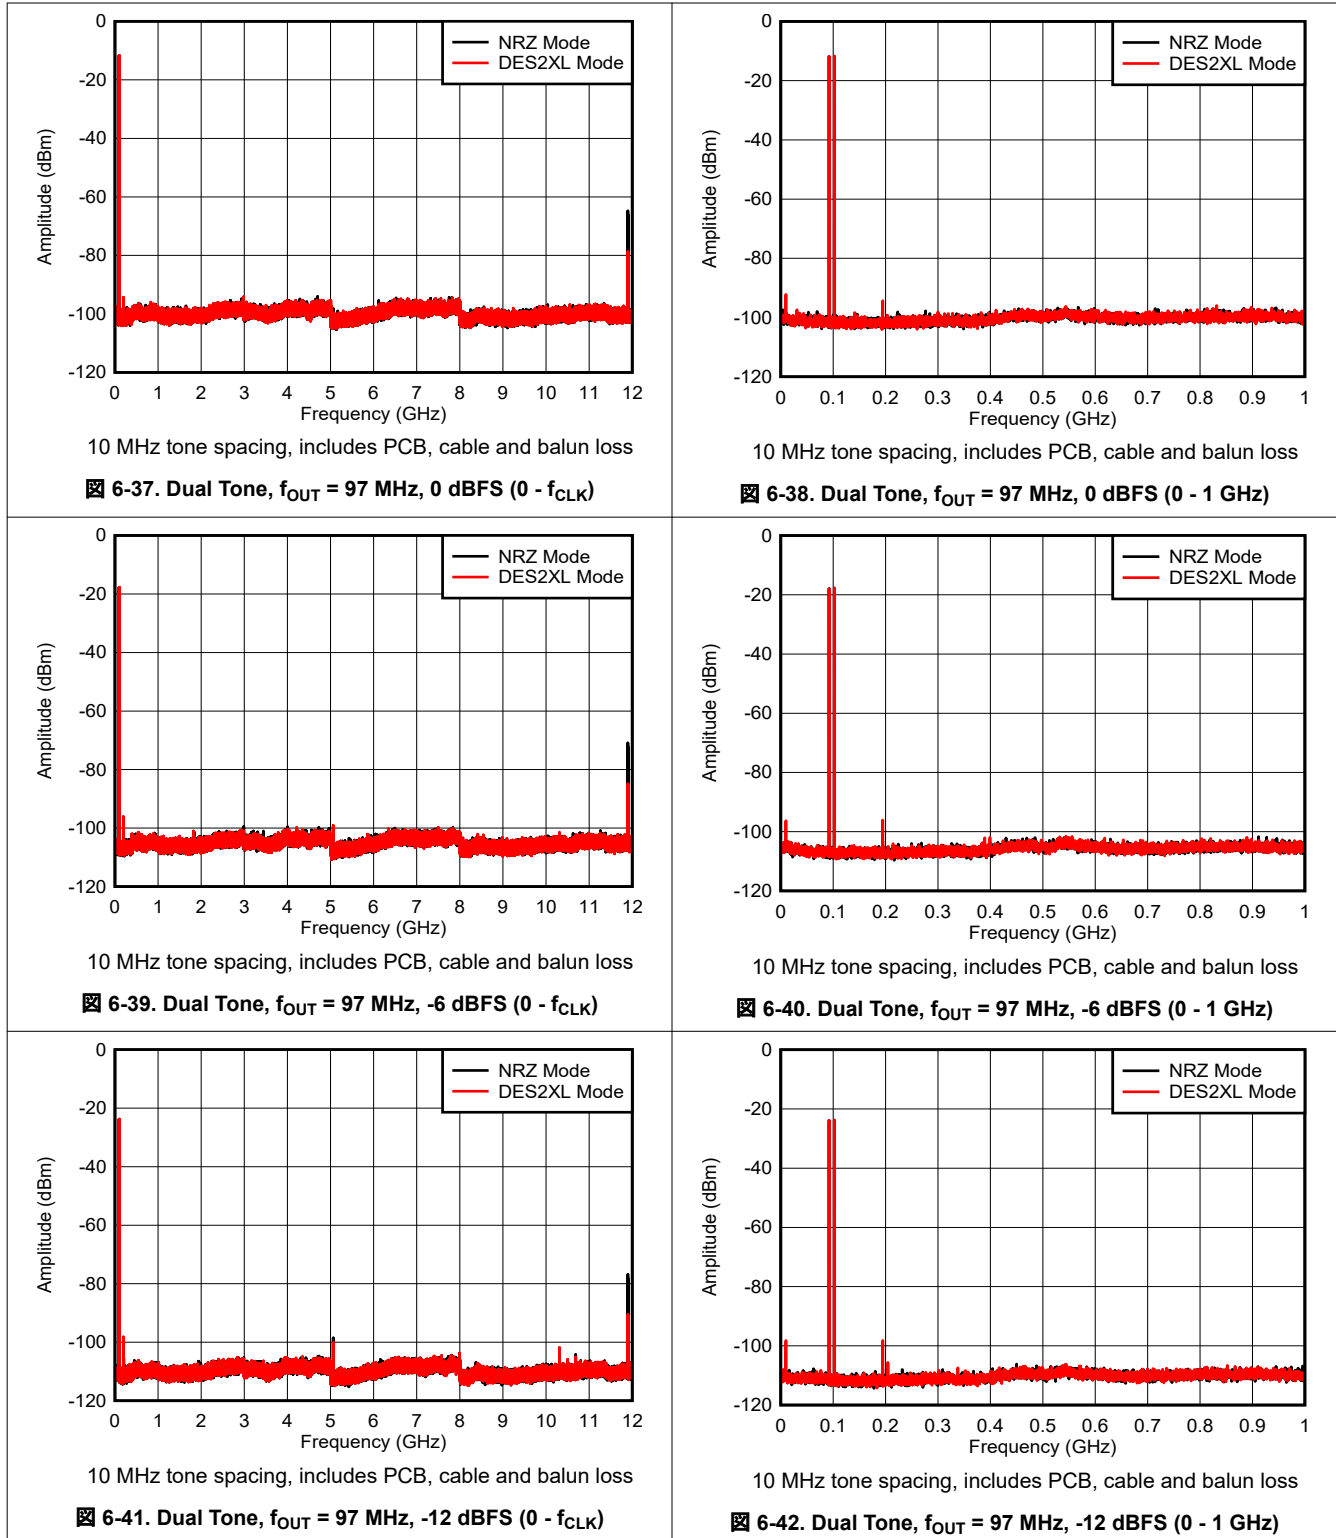 0
-20
-40
-60
-80
-100
-120
Amplitude (dBm)
NRZ Mode
DES2XL Mode
0 1 2 3 4 5 6 7 8 9 10 11 12
Frequency (GHz)
10 MHz tone spacing, includes PCB, cable and balun loss
図 6-37. Dual Tone, fOUT = 97 MHz, 0 dBFS (0 - fCLK)
0
-20
-40
-60
-80
-100
-120
Amplitude (dBm)
NRZ Mode
DES2XL Mode
0 0.1 0.2 0.3 0.4 0.5 0.6 0.7 0.8 0.9 1
Frequency (GHz)
10 MHz tone spacing, includes PCB, cable and balun loss
図 6-38. Dual Tone, fOUT = 97 MHz, 0 dBFS (0 - 1 GHz)
0
-20
-40
-60
-80
-100
-120
Amplitude (dBm)
NRZ Mode
DES2XL Mode
0 1 2 3 4 5 6 7 8 9 10 11 12
Frequency (GHz)
10 MHz tone spacing, includes PCB, cable and balun loss
図 6-39. Dual Tone, fOUT = 97 MHz, -6 dBFS (0 - fCLK)
0
-20
-40
-60
-80
-100
-120
Amplitude (dBm)
NRZ Mode
DES2XL Mode
0 0.1 0.2 0.3 0.4 0.5 0.6 0.7 0.8 0.9 1
Frequency (GHz)
10 MHz tone spacing, includes PCB, cable and balun loss
図 6-40. Dual Tone, fOUT = 97 MHz, -6 dBFS (0 - 1 GHz)
0
-20
-40
-60
-80
-100
-120
Amplitude (dBm)
NRZ Mode
DES2XL Mode
0 1 2 3 4 5 6 7 8 9 10 11 12
Frequency (GHz)
10 MHz tone spacing, includes PCB, cable and balun loss
図 6-41. Dual Tone, fOUT = 97 MHz, -12 dBFS (0 - fCLK)
0
-20
-40
-60
-80
-100
-120
Amplitude (dBm)
NRZ Mode
DES2XL Mode
0 0.1 0.2 0.3 0.4 0.5 0.6 0.7 0.8 0.9 1
Frequency (GHz)
10 MHz tone spacing, includes PCB, cable and balun loss
図 6-42. Dual Tone, fOUT = 97 MHz, -12 dBFS (0 - 1 GHz)